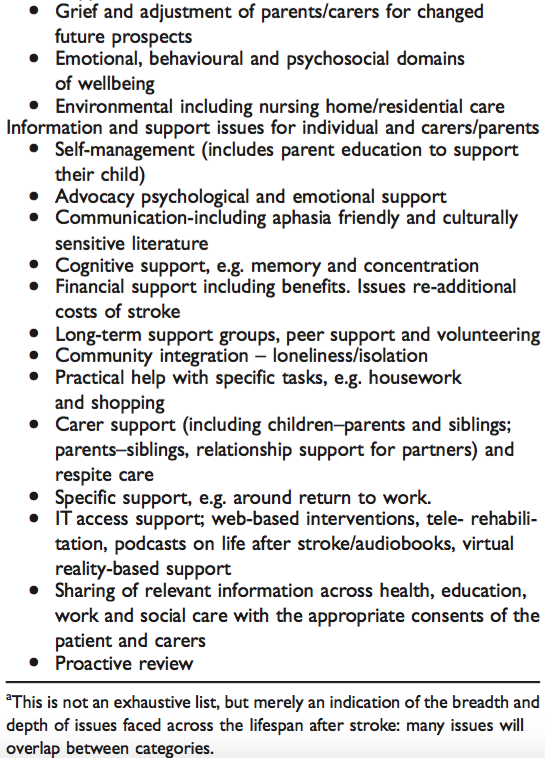 • Grief and adjustment of parents/carers for changed
future prospects
• Emotional, behavioural and psychosocial domains
of wellbeing
• Environmental including nursing home/residential care
Information and support issues for individual and carers/parents
• Self-management (includes parent education to support
their child)
• Advocacy psychological and emotional support
• Communication-including aphasia friendly and culturally
sensitive literature
• Cognitive support, e.g. memory and concentration
• Financial support including benefits. Issues re-additional
costs of stroke
• Long-term support groups, peer support and volunteering
• Community integration – loneliness/isolation
• Practical help with specific tasks, e.g. housework
and shopping
• Carer support (including children–parents and siblings;
parents–siblings, relationship support for partners) and
respite care
• Specific support, e.g. around return to work.
• IT access support; web-based interventions, tele- rehabili-
tation, podcasts on life after stroke/audiobooks, virtual
reality-based support
• Sharing of relevant information across health, education,
work and social care with the appropriate consents of the
patient and carers
• Proactive review
aThis is not an exhaustive list, but merely an indication of the breadth and
depth of issues faced across the lifespan after stroke: many issues will
overlap between categories.